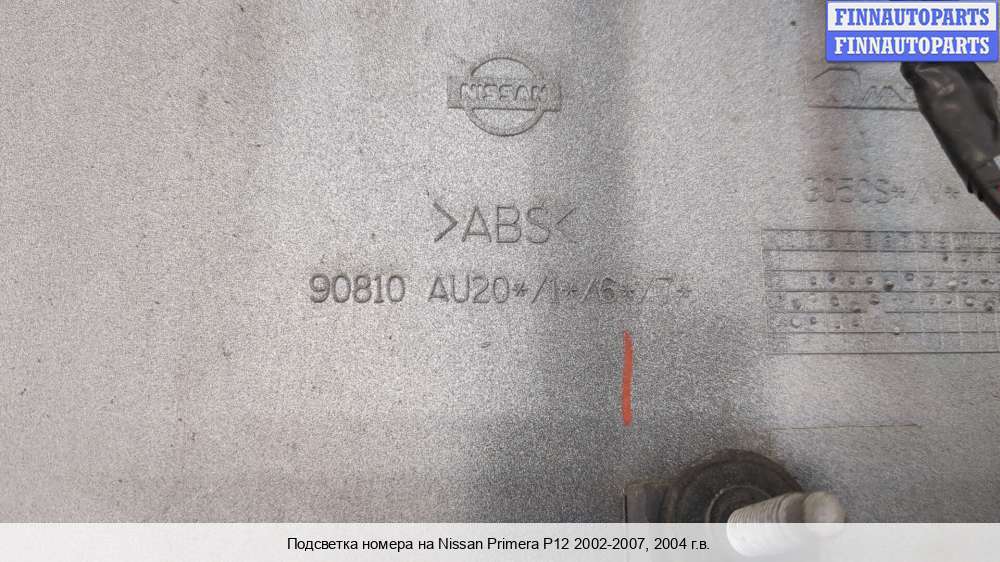 FINNAUTOPARTS
FINNAUTOPARTS
NISSAN
>ABS<
90810 AU20*/1*/6*/7*
Подсветка номера на Nissan Primera P12 2002-2007, 2004 г.в.